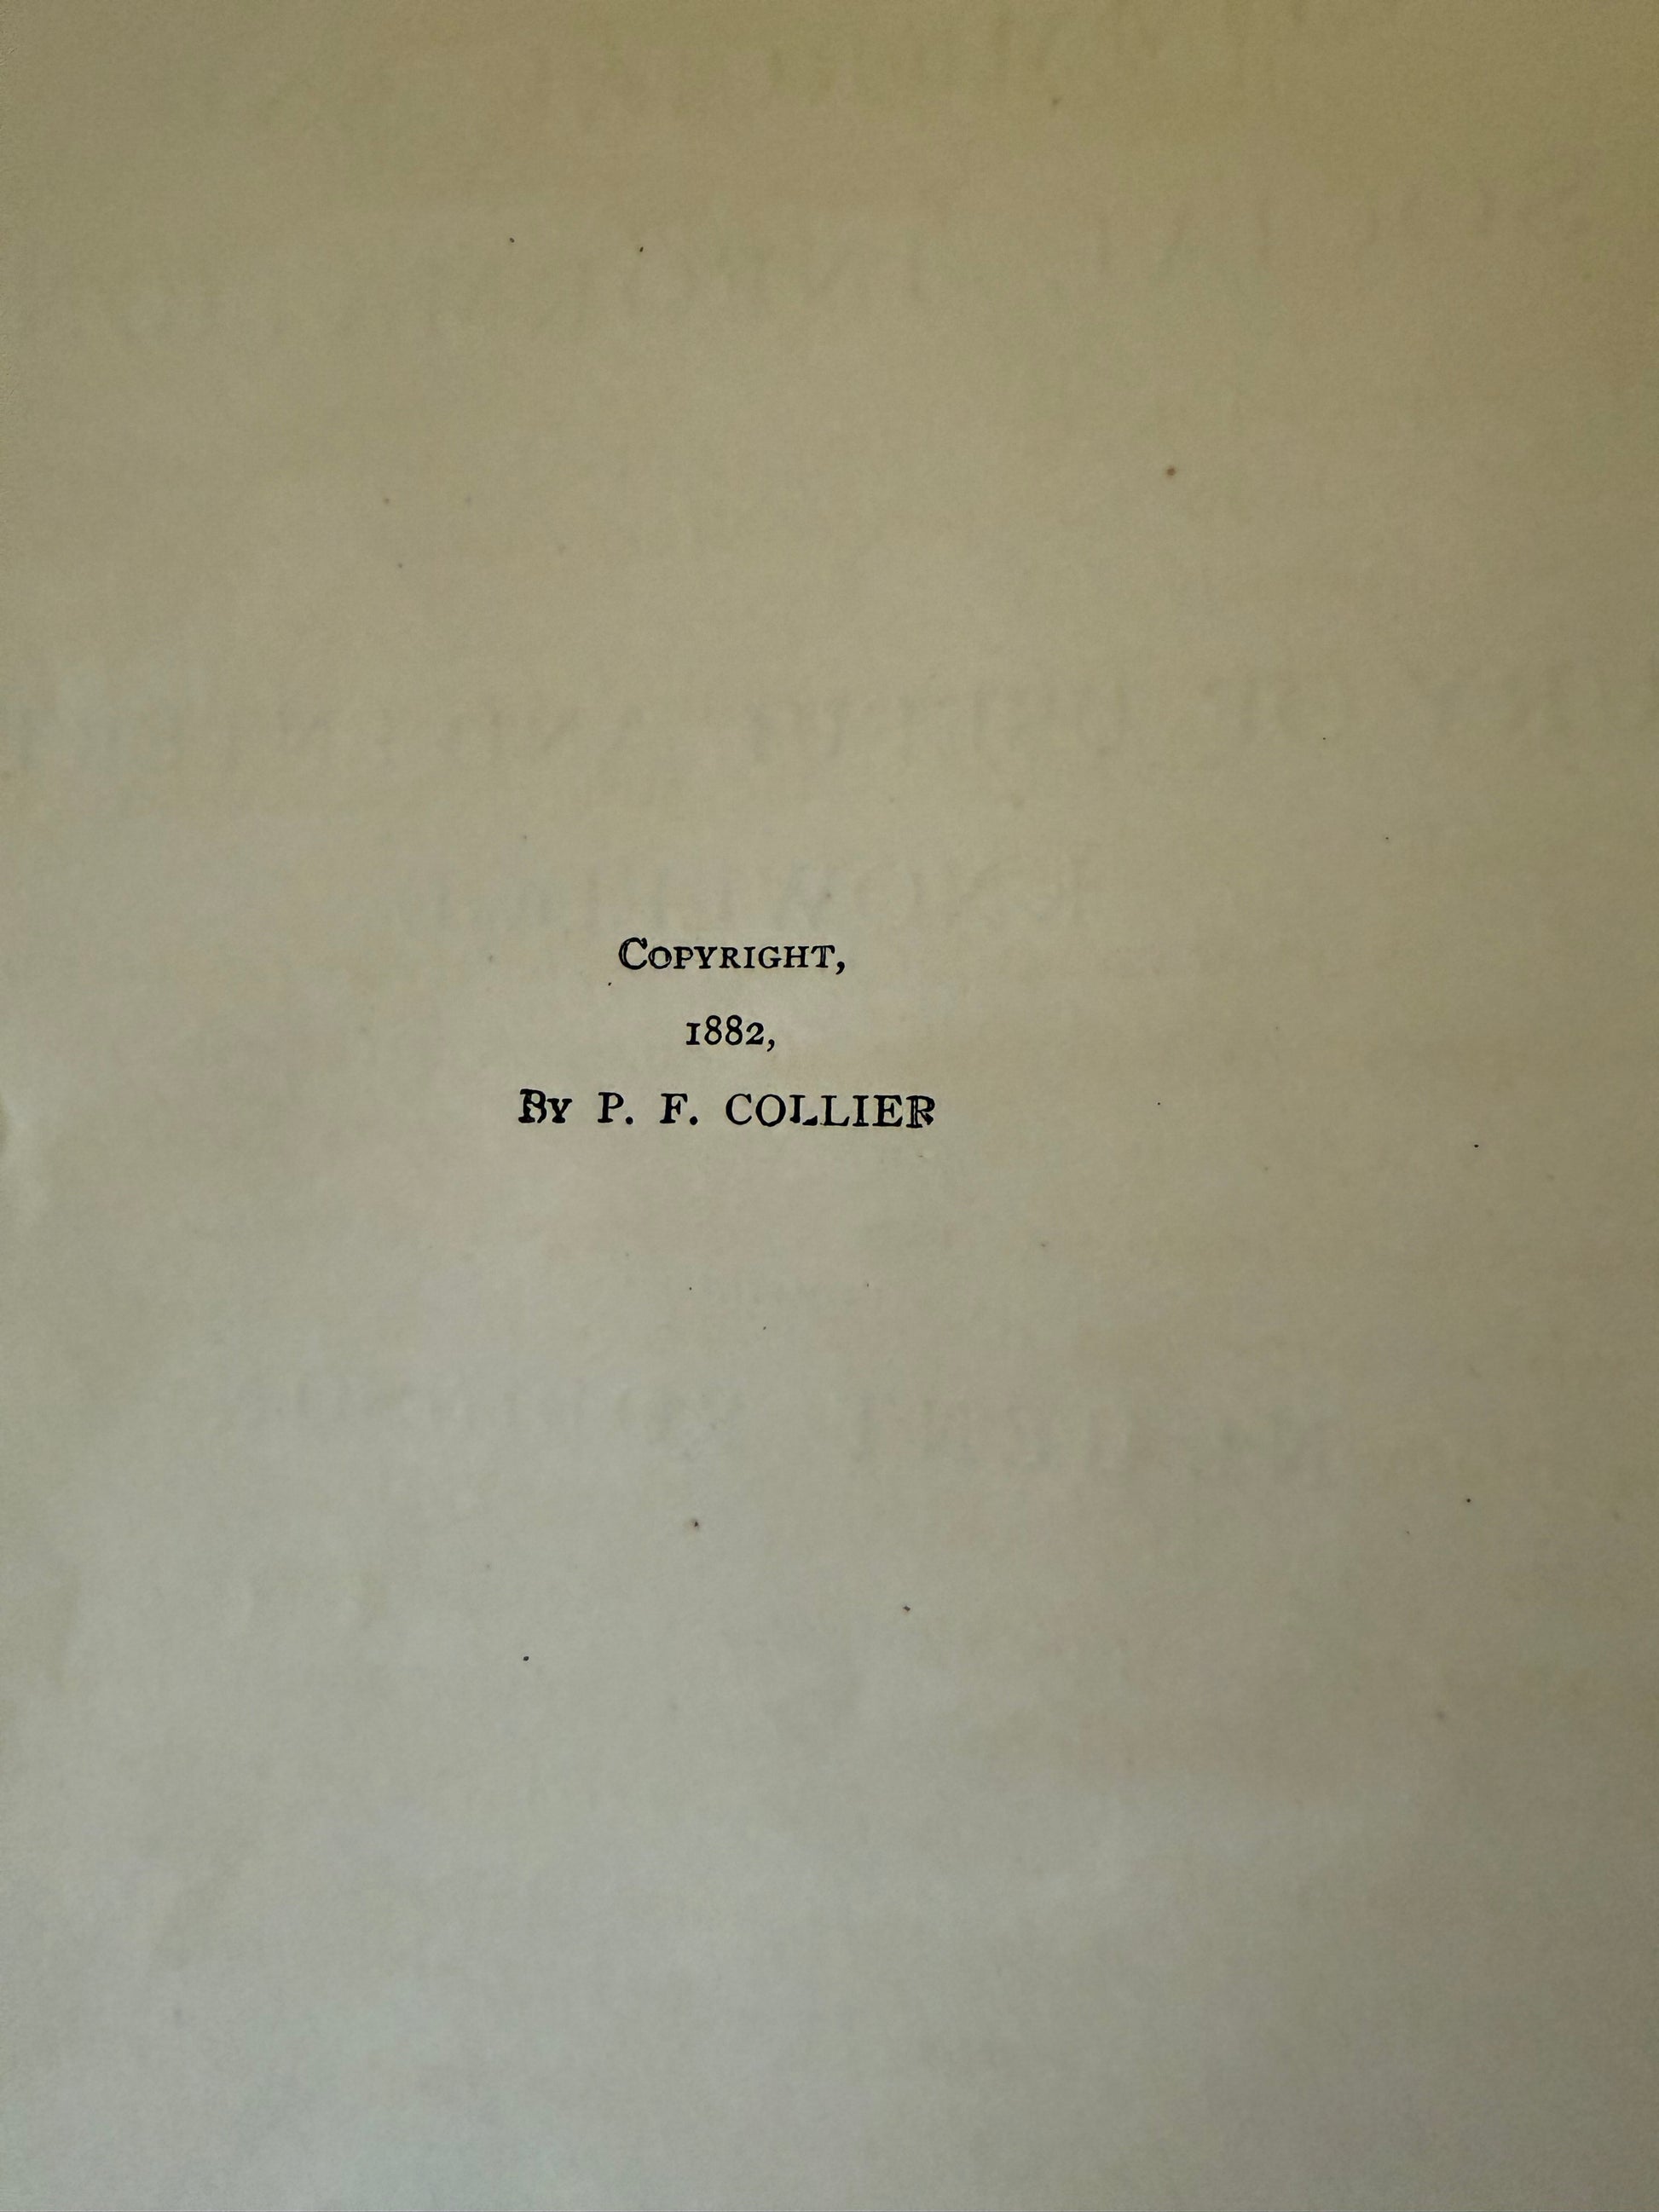 Copyright,
1882,
By P. F. COLLIER